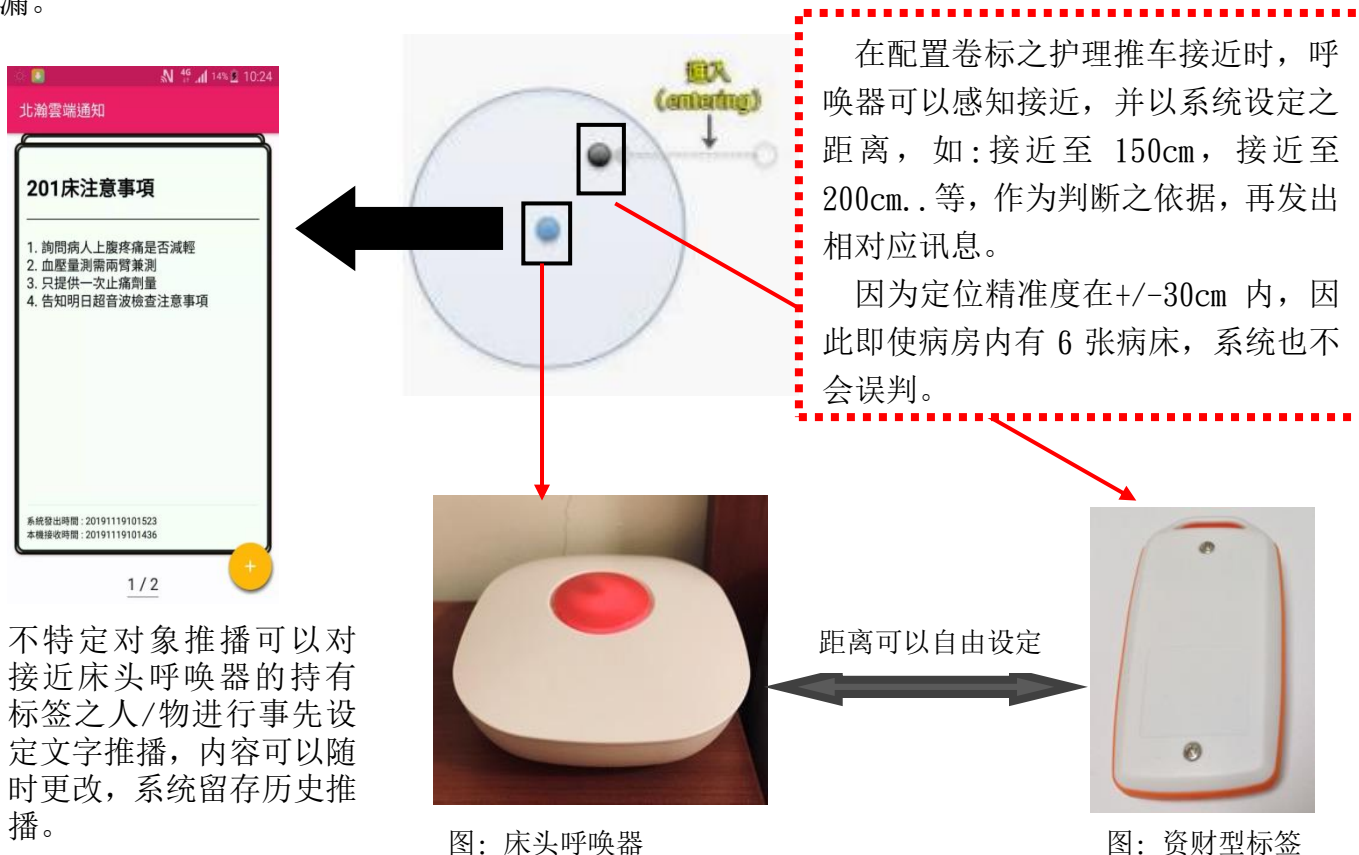 漏。
4G 14% 10:24
北瀚雲端通知
201床注意事項
1. 詢問病人上腹疼痛是否減輕
2. 血壓量測需兩臂兼測
3. 只提供一次止痛劑量
4. 告知明日超音波檢查注意事項
系統發出時間 : 20191119101523
本機接收時間 : 20191119101436
+
1 / 2
進入
(entering)
在配置卷标之护理推车接近时，呼
唤器可以感知接近，并以系统设定之
距离，如:接近至 150cm，接近至
200cm..等，作为判断之依据，再发出
相对应讯息。
因为定位精准度在+/-30cm 内，因
此即使病房内有 6 张病床，系统也不
会误判。
不特定对象推播可以对
接近床头呼唤器的持有
标签之人/物进行事先设
定文字推播，内容可以随
时更改，系统留存历史推
播。
距离可以自由设定
图: 床头呼唤器
图: 资财型标签